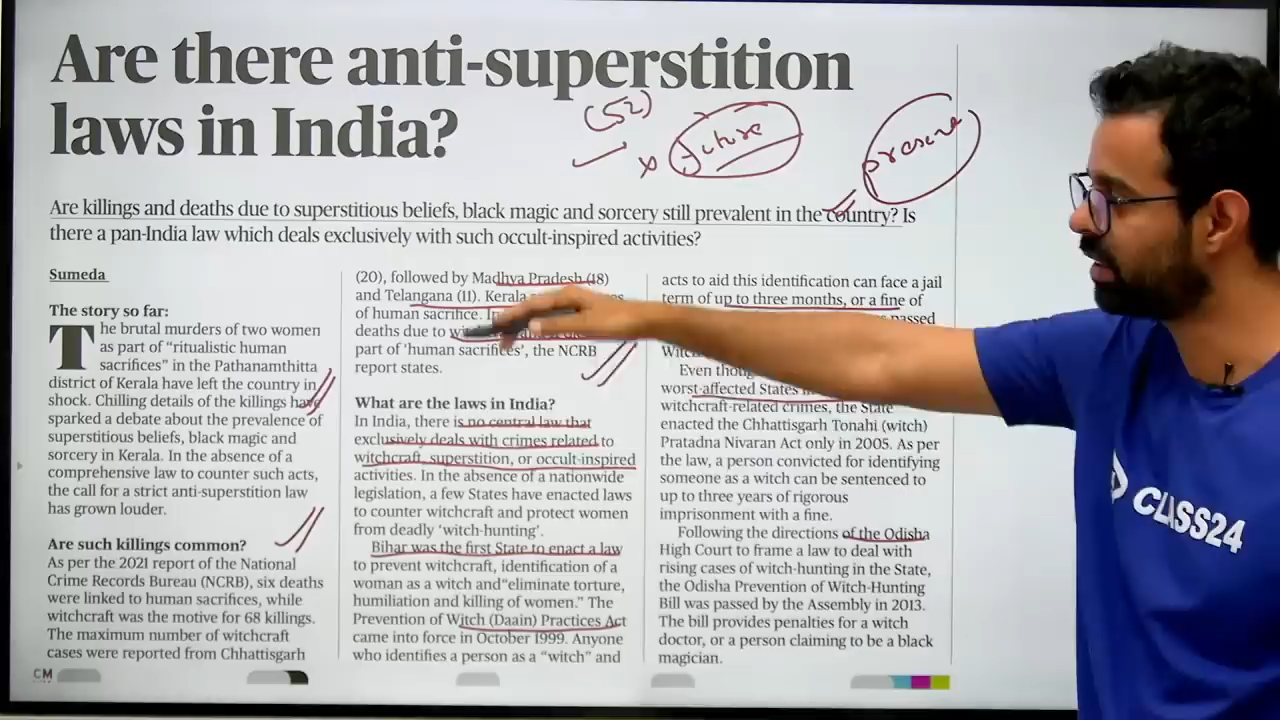 Are there anti-superstition
laws in India?
(52)
future
x
Are killings and deaths due to superstitious beliefs, black magic and sorcery still prevalent in the country? Is
there a pan-India law which deals exclusively with such occult-inspired activities?
Sumeda
The story so far:
The brutal murders of two women
as part of “ritualistic human
sacrifices” in the Pathanamthitta
district of Kerala have left the country in
shock. Chilling details of the killings have
sparked a debate about the prevalence of
superstitious beliefs, black magic and
sorcery in Kerala. In the absence of a
comprehensive law to counter such acts,
the call for a strict anti-superstition law
has grown louder.
Are such killings common?
As per the 2021 report of the National
Crime Records Bureau (NCRB), six deaths
were linked to human sacrifices, while
witchcraft was the motive for 68 killings.
The maximum number of witchcraft
cases were reported from Chhattisgarh
(20), followed by Madhya Pradesh (18)
and Telangana (11). Kerala
of human sacrifice.
deaths due to
part of ‘human sacrifices’, the NCRB
report states.
What are the laws in India?
In India, there is no central law that
exclusively deals with crimes related to
witchcraft, superstition, or occult-inspired
activities. In the absence of a nationwide
legislation, a few States have enacted laws
to counter witchcraft and protect women
from deadly ‘witch-hunting’.
Bihar was the first State to enact a law
to prevent witchcraft, identification of a
woman as a witch and “eliminate torture,
humiliation and killing of women.” The
Prevention of Witch (Daain) Practices Act
came into force in October 1999. Anyone
who identifies a person as a “witch” and
acts to aid this identification can face a jail
term of up to three months, or a fine of
passed
Even
worst-affected States
witchcraft-related crimes, the State
enacted the Chhattisgarh Tonahi (witch)
Pratadna Nivaran Act only in 2005. As per
the law, a person convicted for identifying
someone as a witch can be sentenced to
up to three years of rigorous
imprisonment with a fine.
Following the directions of the Odisha
High Court to frame a law to deal with
rising cases of witch-hunting in the State,
the Odisha Prevention of Witch-Hunting
Bill was passed by the Assembly in 2013.
The bill provides penalties for a witch
doctor, or a person claiming to be a black
magician.
CM
CLASS24